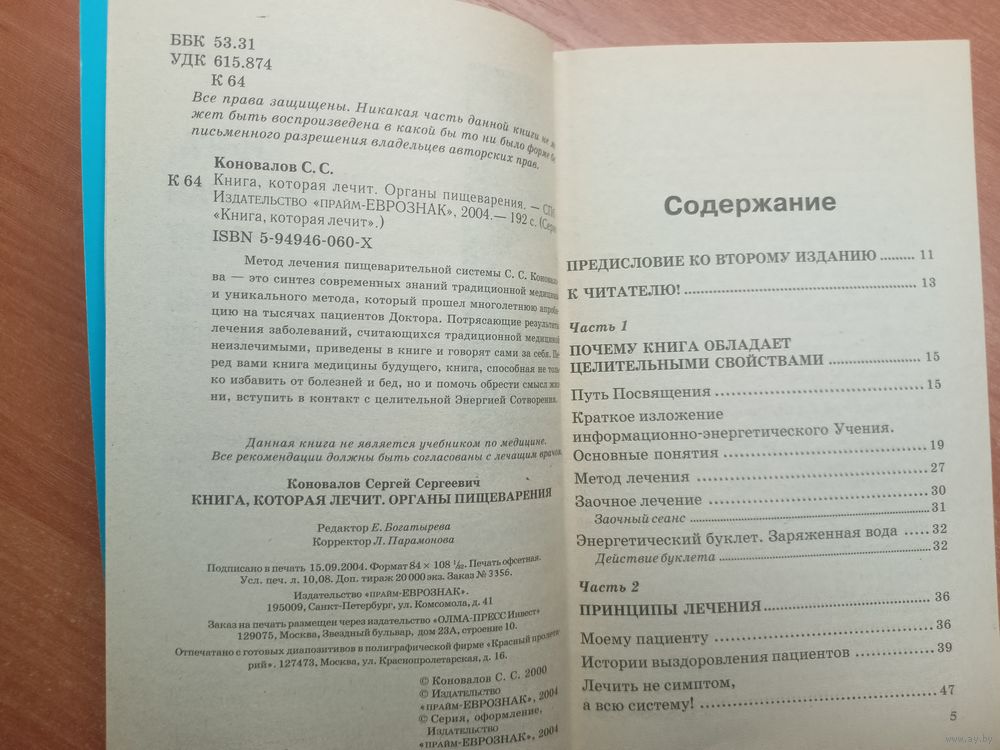 ББК 53.31
УДК 615.874
К 64
Все права защищены. Никакая часть данной книги не мо
жет быть воспроизведена в какой бы то ни было форме бе
письменного разрешения владельцев авторских прав.
Коновалов С. С.
К 64 Книга, которая лечит. Органы пищеварения. — СПб
Издательство «ПРАЙМ-ЕВРОЗНАК», 2004.— 192 с. (Сери
«Книга, которая лечит».)
ISBN 5-94946-060-X
Метод лечения пищеварительной системы С. С. Коновало
ва — это синтез современных знаний традиционной медицины
и уникального метода, который прошел многолетнюю апроба
цию на тысячах пациентов Доктора. Потрясающие результаты
лечения заболеваний, считающихся традиционной медициной
неизлечимыми, приведены в книге и говорят сами за себя. Пе
ред вами книга медицины будущего, книга, способная не толь
ко избавить от болезней и бед, но и помочь обрести смысл жиз
ни, вступить в контакт с целительной Энергией Сотворения.
Данная книга не является учебником по медицине.
Все рекомендации должны быть согласованы с лечащим врачом.
Коновалов Сергей Сергеевич
КНИГА, КОТОРАЯ ЛЕЧИТ. ОРГАНЫ ПИЩЕВАРЕНИЯ
Редактор Е. Богатырева
Корректор Л. Парамонова
Подписано в печать 15.09.2004. Формат 84 × 108 1/32. Печать офсетная.
Усл. печ. л. 10,08. Доп. тираж 20 000 экз. Заказ № 3356.
Издательство «ПРАЙМ-ЕВРОЗНАК».
195009, Санкт-Петербург, ул. Комсомола, д. 41
Заказ на печать размещен через издательство «ОЛМА-ПРЕСС Инвест»
129075, Москва, Звездный бульвар, дом 23А, строение 10.
Отпечатано с готовых диапозитивов в полиграфической фирме «Красный пролета-
рий». 127473, Москва, ул. Краснопролетарская, д. 16.
© Коновалов С. С. 2000
© Издательство
«ПРАЙМ-ЕВРОЗНАК», 2004
© Серия, оформление,
Издательство
«ПРАЙМ-ЕВРОЗНАК», 2004
Содержание
ПРЕДИСЛОВИЕ КО ВТОРОМУ ИЗДАНИЮ ......... 11
К ЧИТАТЕЛЮ! ........................................ 13
Часть 1
ПОЧЕМУ КНИГА ОБЛАДАЕТ
ЦЕЛИТЕЛЬНЫМИ СВОЙСТВАМИ ................ 15
Путь Посвящения ................................ 15
Краткое изложение
информационно-энергетического Учения.
Основные понятия ............................... 19
Метод лечения .................................... 27
Заочное лечение ................................. 30
Заочный сеанс ..................................... 31
Энергетический буклет. Заряженная вода ..... 32
Действие буклета ................................. 32
Часть 2
ПРИНЦИПЫ ЛЕЧЕНИЯ ........................... 36
Моему пациенту .................................. 36
Истории выздоровления пациентов ............ 39
Лечить не симптом,
а всю систему! .................................... 47
5
www.ay.by